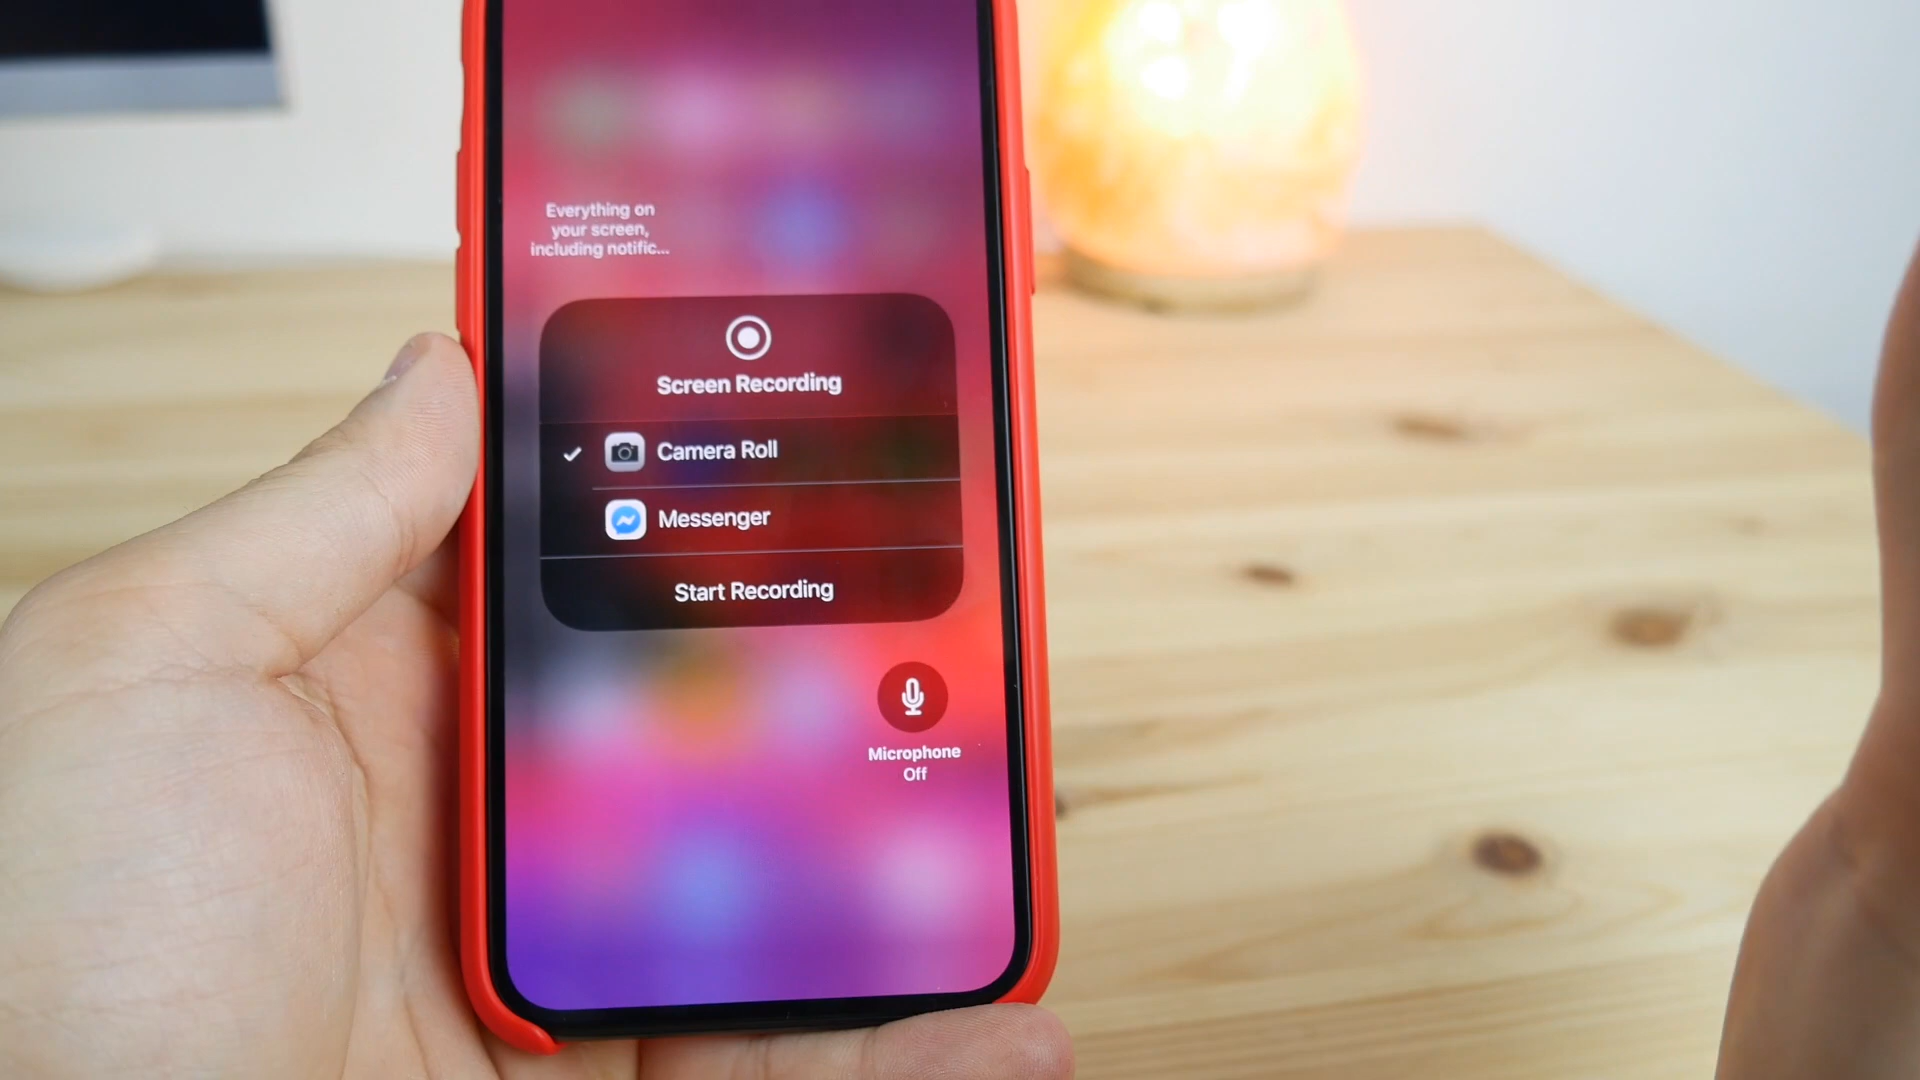 Everything on
your screen,
including notific...
Screen Recording
Camera Roll
Messenger
Start Recording
Microphone
Off